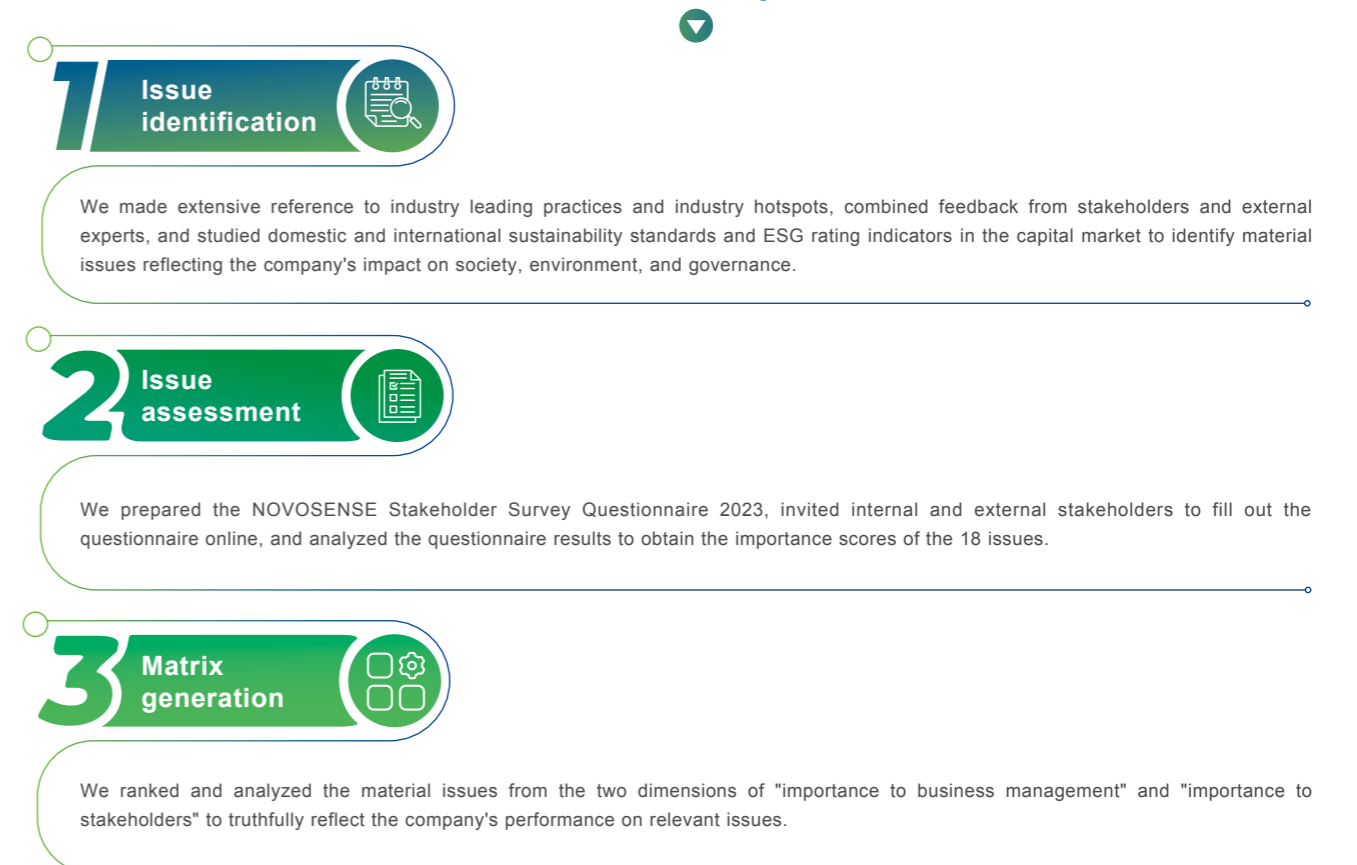 1
Issue
identification
We made extensive reference to industry leading practices and industry hotspots, combined feedback from stakeholders and external
experts, and studied domestic and international sustainability standards and ESG rating indicators in the capital market to identify material
issues reflecting the company's impact on society, environment, and governance.
2
Issue
assessment
We prepared the NOVOSENSE Stakeholder Survey Questionnaire 2023, invited internal and external stakeholders to fill out the
questionnaire online, and analyzed the questionnaire results to obtain the importance scores of the 18 issues.
3
Matrix
generation
We ranked and analyzed the material issues from the two dimensions of "importance to business management" and "importance to
stakeholders" to truthfully reflect the company's performance on relevant issues.